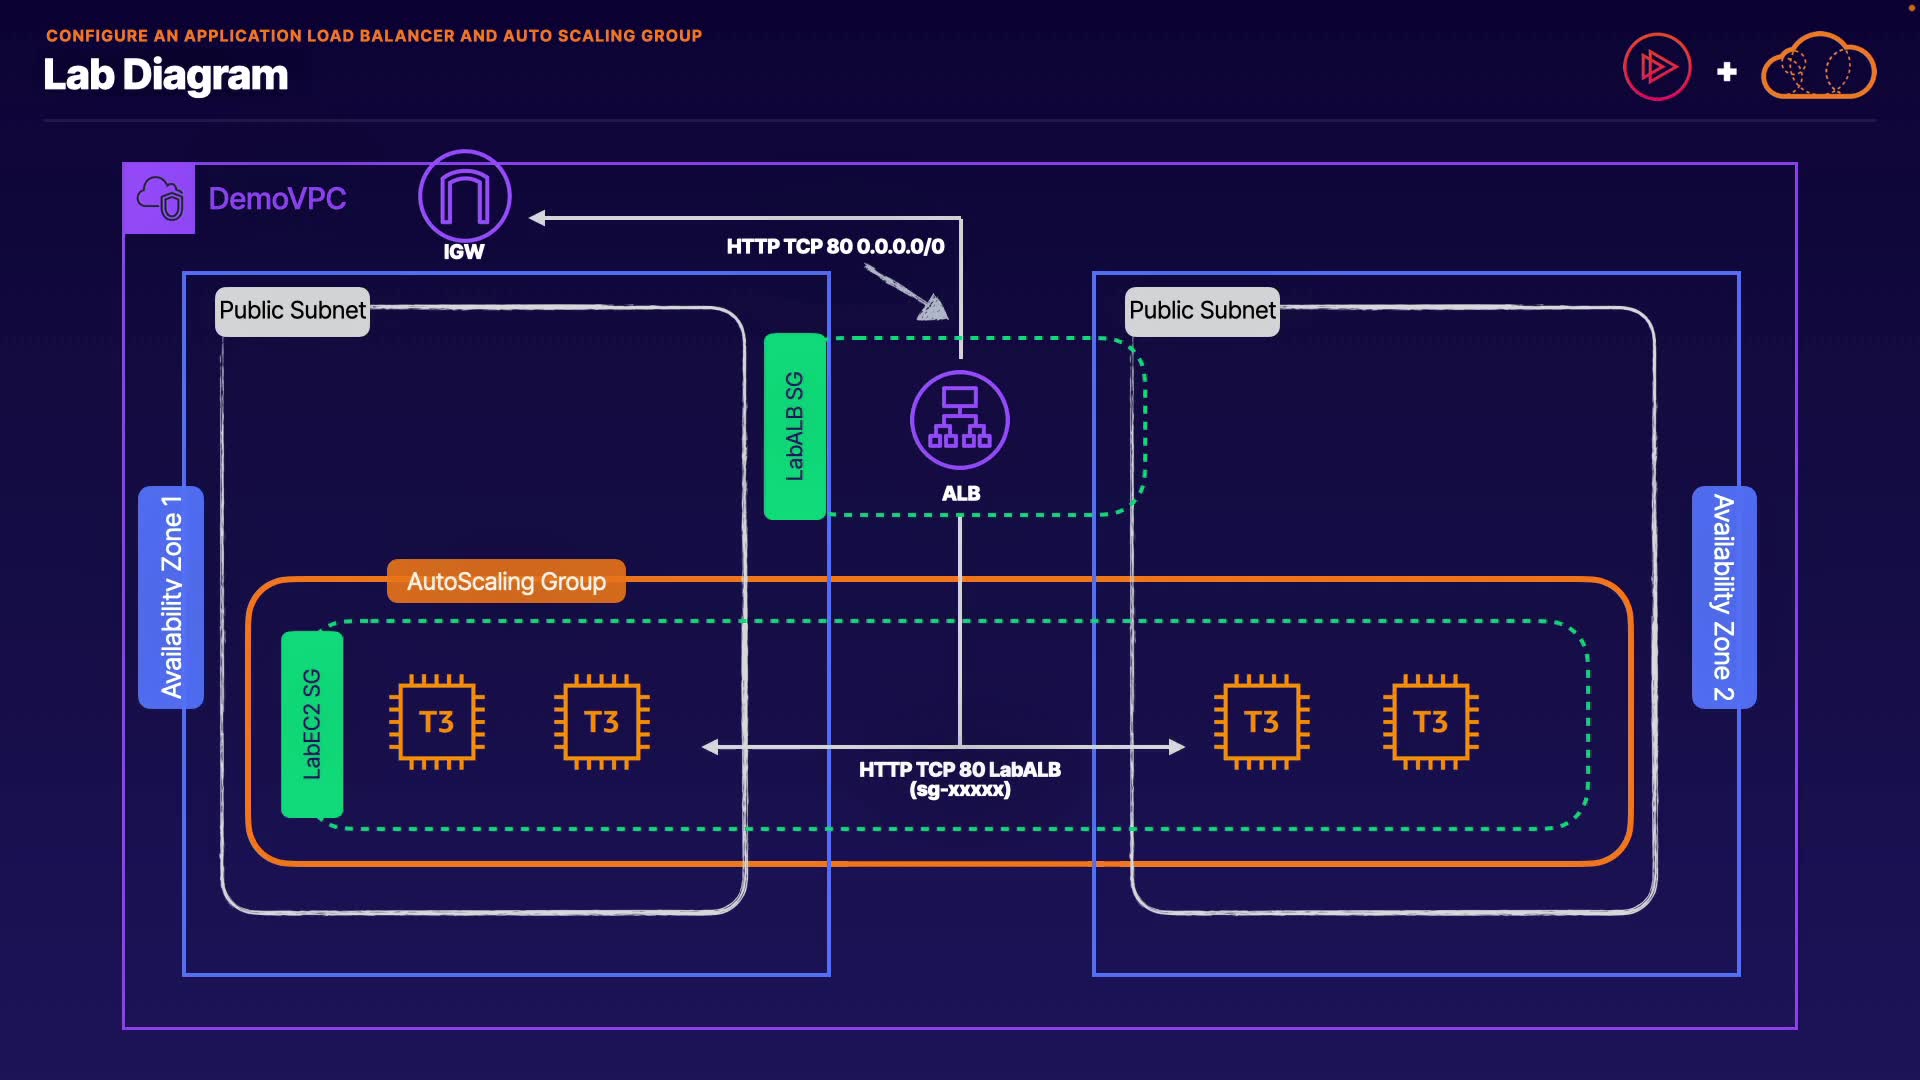 CONFIGURE AN APPLICATION LOAD BALANCER AND AUTO SCALING GROUP
Lab Diagram
DemoVPC
IGW
HTTP TCP 80 0.0.0.0/0
Public Subnet
Public Subnet
LabALB SG
ALB
Availability Zone 1
Availability Zone 2
AutoScaling Group
LabEC2 SG
T3
T3
T3
T3
HTTP TCP 80 LabALB
(sg-xxxxx)